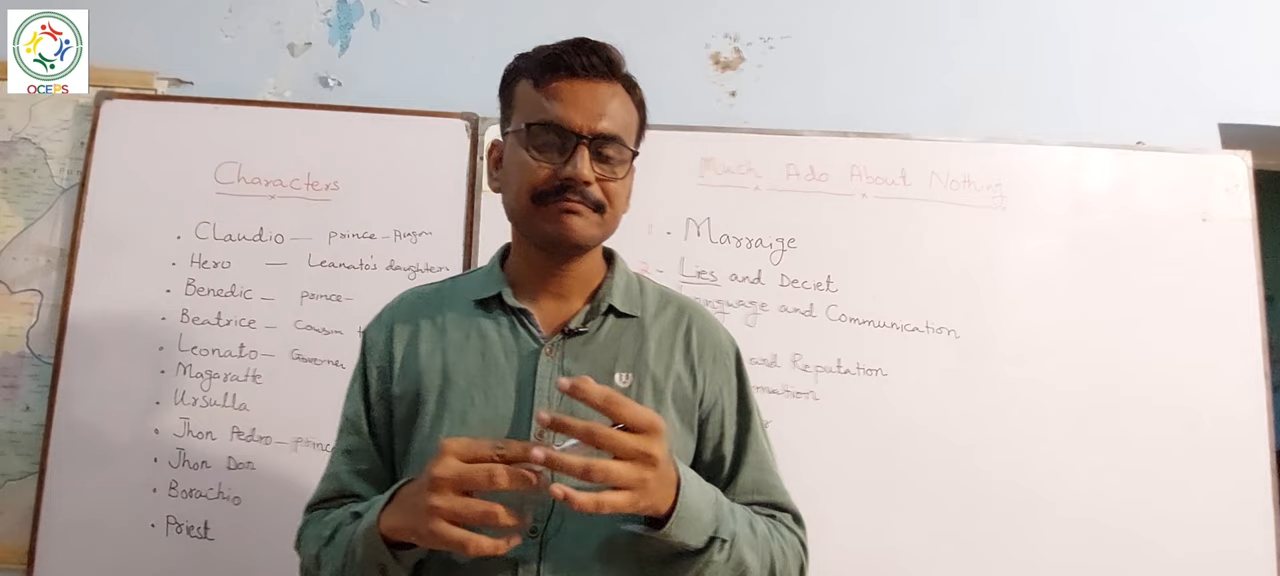 OCEPS
Characters
. Claudio — prince - Aragon
. Hero — Leanato's daughters
. Benedic — prince -
. Beatrice — Cousin
. Leonato — Governer
. Magaratte
. Ursulla
. Jhon Pedro — prince
. Jhon Don
. Borachio
. Priest
Much Ado About Nothing
1. Marraige
2 - Lies and Deciet
Language and Communication
and Reputation